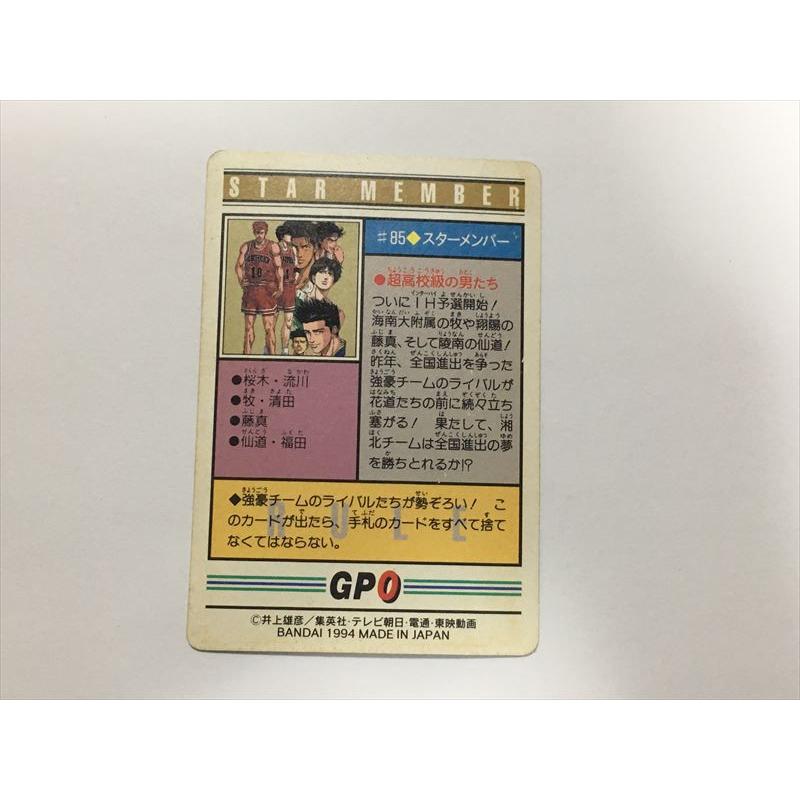 STAR MEMBER
#85◆スターメンバー
●超高校級の男たち
ついにIH予選開始！
海南大附属の牧や翔陽の
藤真、そして陵南の仙道！
昨年、全国進出を争った
強豪チームのライバルが
花道たちの前に続々立ち
塞がる！ 果たして、湘
北チームは全国進出の夢
を勝ちとれるか!?
●桜木・流川
●牧・清田
●藤真
●仙道・福田
◆強豪チームのライバルたちが勢ぞろい！ こ
のカードが出たら、手札のカードをすべて捨て
なくてはならない。
RULE
GP0
©井上雄彦／集英社・テレビ朝日・電通・東映動画
BANDAI 1994 MADE IN JAPAN